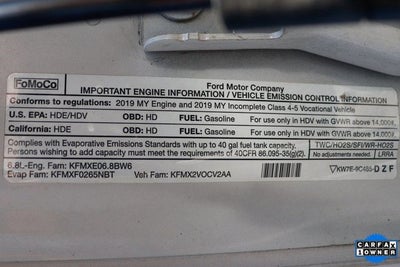 FoMoCo
Ford Motor Company
IMPORTANT ENGINE INFORMATION / VEHICLE EMISSION CONTROL INFORMATION
Conforms to regulations: 2019 MY Engine and 2019 MY Incomplete Class 4-5 Vocational Vehicle
U.S. EPA: HDE/HDV OBD: HD FUEL: Gasoline For use only in HDV with GVWR above 14,000#.
California: HDE OBD: HD FUEL: Gasoline For use only in HDV with GVWR above 14,000#.
Complies with Evaporative Emissions Standards with up to 40 gal fuel tank capacity. TWC/HO2S/SFI/WR-HO2S
Persons wishing to add capacity must meet the requirements of 40CFR 86.095-35(g)(2). No adjustments needed. LRRA
6.8L-Eng: Fam: KFMXE06.8BW6
Evap Fam: KFMXF0265NBT Veh Fam: KFMX2VOCV2AA KW7E-9C485-DZF
CARFAX
1 OWNER